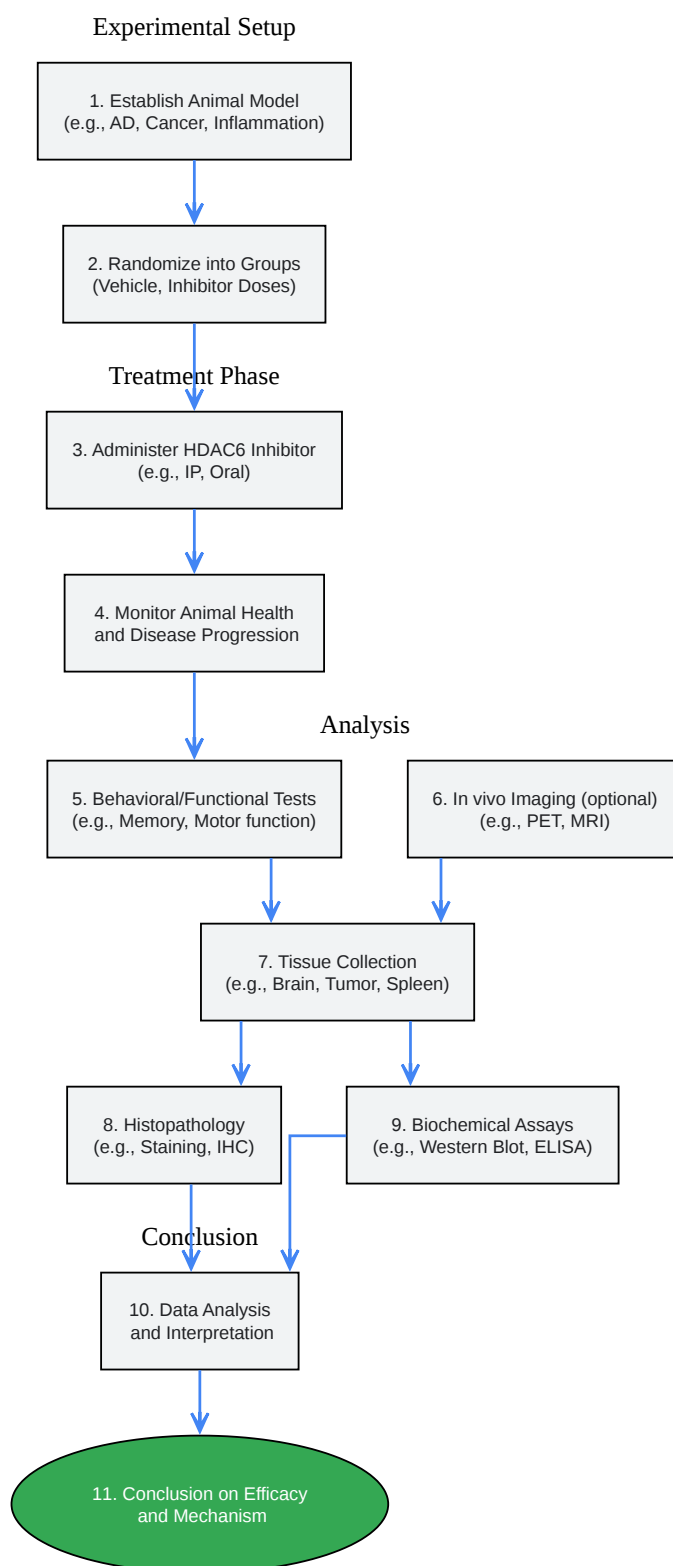 Experimental Setup
1. Establish Animal Model
(e.g., AD, Cancer, Inflammation)
2. Randomize into Groups
(Vehicle, Inhibitor Doses)
Treatment Phase
3. Administer HDAC6 Inhibitor
(e.g., IP, Oral)
4. Monitor Animal Health
and Disease Progression
Analysis
5. Behavioral/Functional Tests
(e.g., Memory, Motor function)
6. In vivo Imaging (optional)
(e.g., PET, MRI)
7. Tissue Collection
(e.g., Brain, Tumor, Spleen)
8. Histopathology
(e.g., Staining, IHC)
9. Biochemical Assays
(e.g., Western Blot, ELISA)
Conclusion
10. Data Analysis
and Interpretation
11. Conclusion on Efficacy
and Mechanism